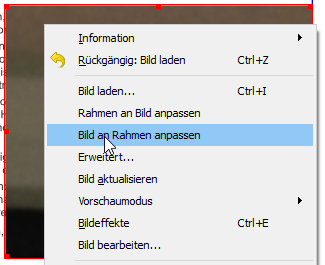 Information
Rückgängig: Bild laden Ctrl+Z
Bild laden... Ctrl+I
Rahmen an Bild anpassen
Bild an Rahmen anpassen
Erweitert...
Bild aktualisieren
Vorschaumodus
Bildeffekte Ctrl+E
Bild bearbeiten...